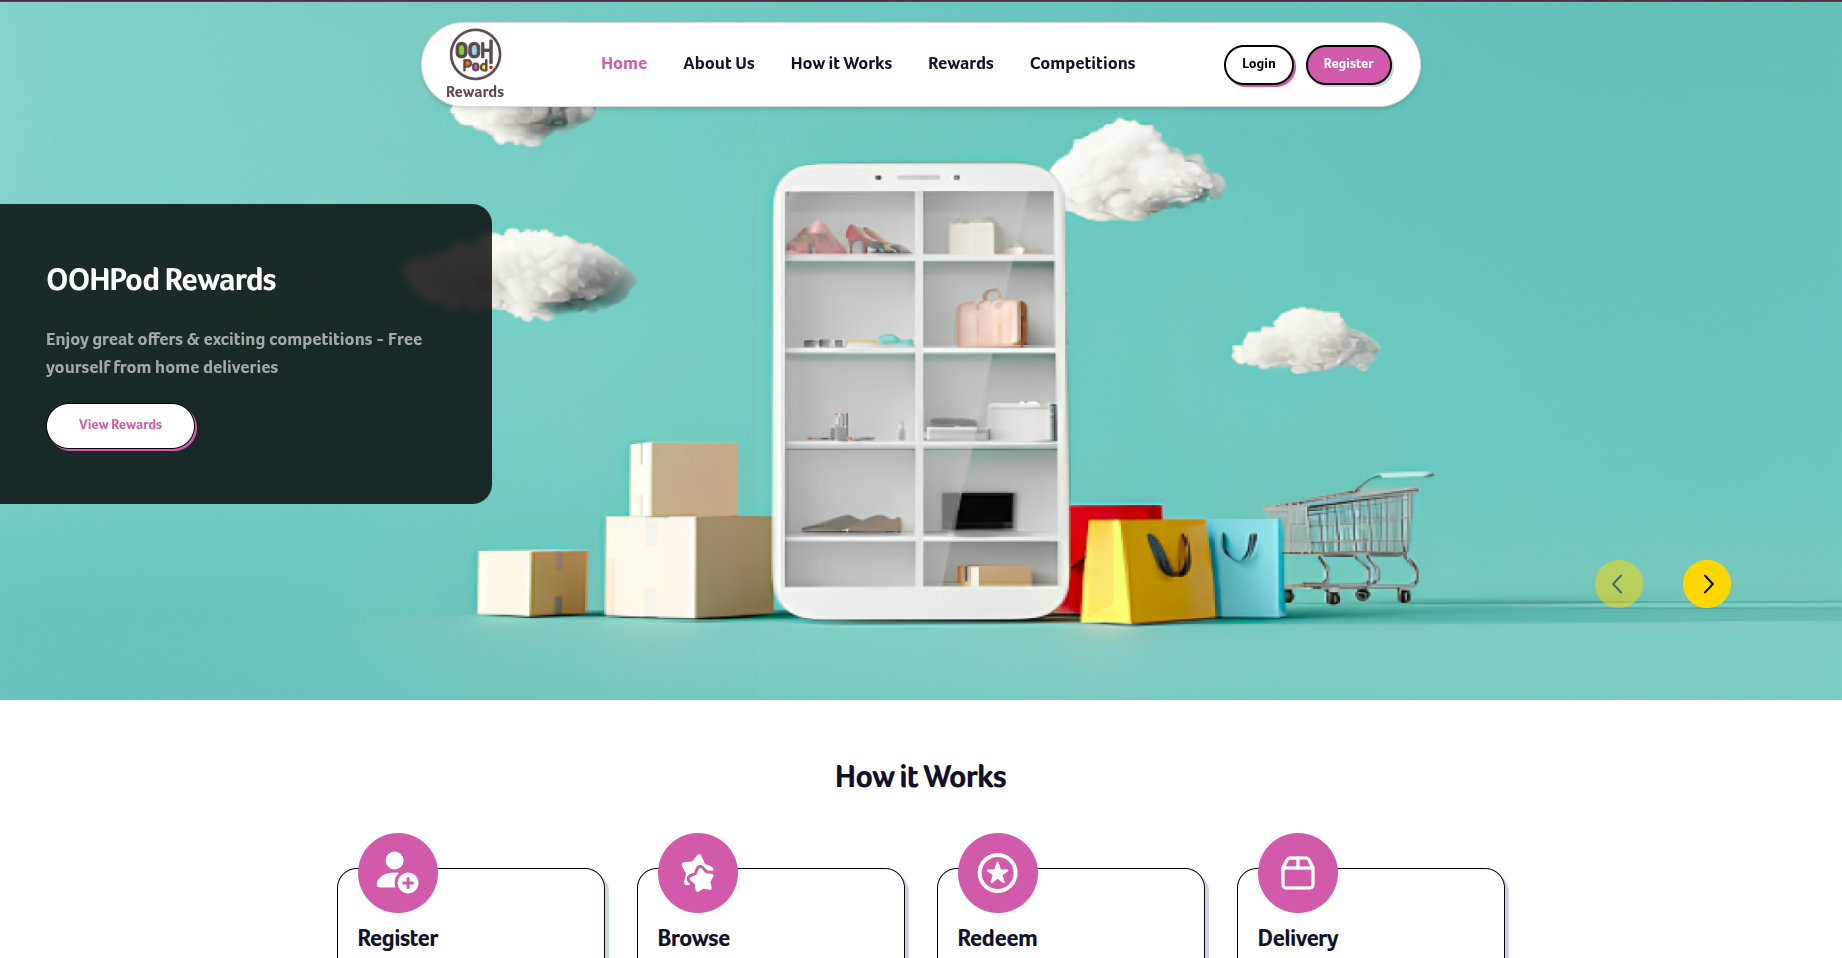 OOH
Pod.
Rewards
Home
About Us
How it Works
Rewards
Competitions
Login
Register
OOHPod Rewards
Enjoy great offers & exciting competitions - Free
yourself from home deliveries
View Rewards
How it Works
Register
Browse
Redeem
Delivery